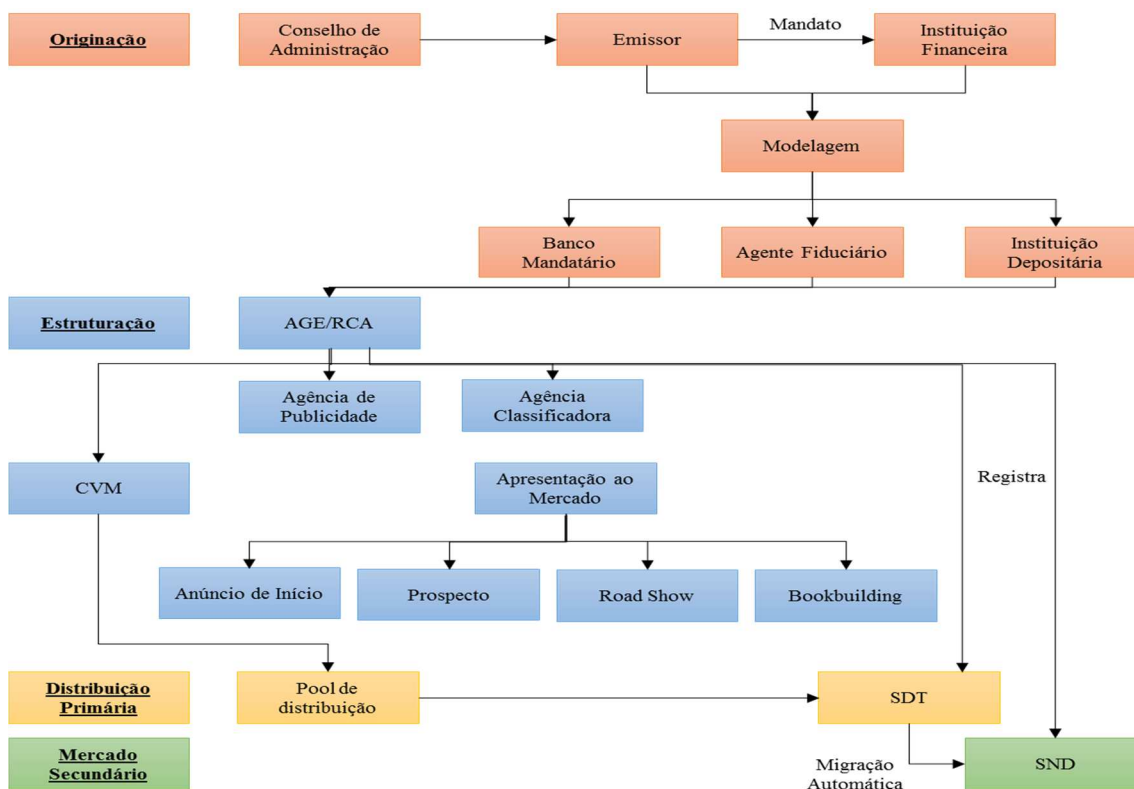 Originação
Conselho de
Administração
Emissor
Mandato
Instituição
Financeira
Modelagem
Banco
Mandatário
Agente Fiduciário
Instituição
Depositária
Estruturação
AGE/RCA
Agência de
Publicidade
Agência
Classificadora
CVM
Apresentação ao
Mercado
Registra
Anúncio de Início
Prospecto
Road Show
Bookbuilding
Distribuição
Primária
Pool de
distribuição
SDT
Mercado
Secundário
Migração
Automática
SND